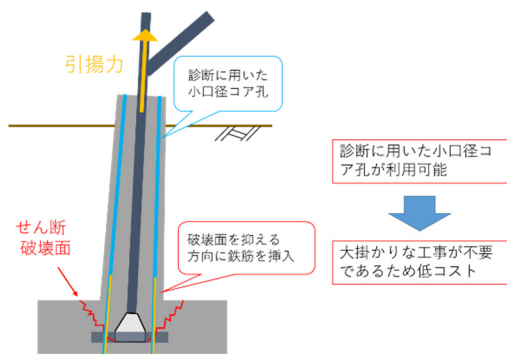 引揚力
診断に用いた
小口径コア孔
診断に用いた小口径コ
ア孔が利用可能
せん断
破壊面
破壊面を抑える
方向に鉄筋を挿入
大掛かりな工事が不要
であるため低コスト